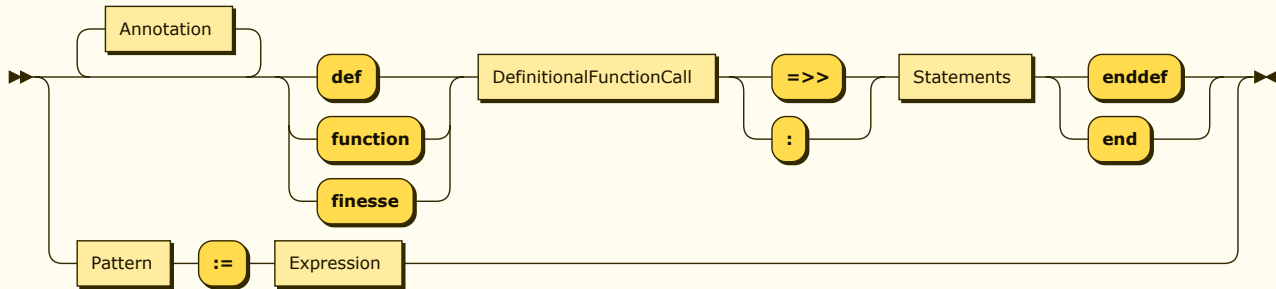 Annotation
def DefinitionalFunctionCall =>> Statements enddef
function : end
finesse
Pattern := Expression